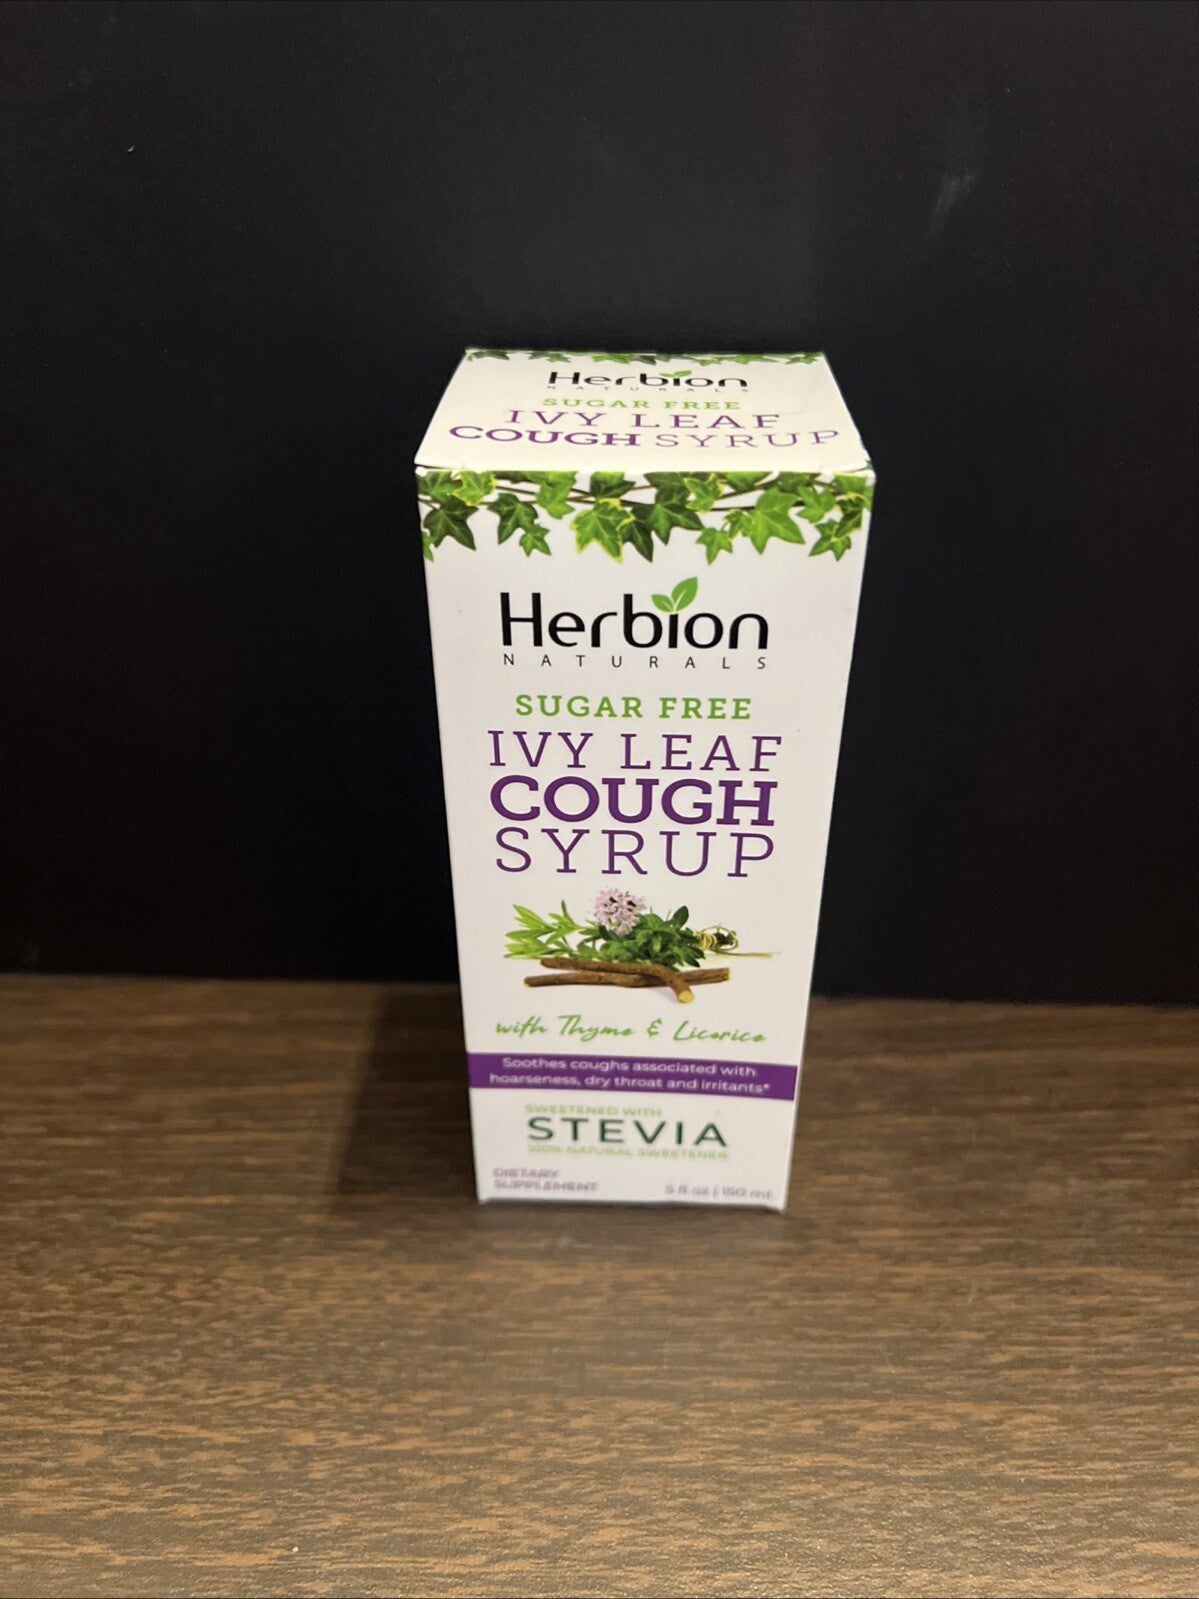 Herbion
NATURALS
SUGAR FREE
IVY LEAF
COUGH SYRUP
Herbion
NATURALS
SUGAR FREE
IVY LEAF
COUGH
SYRUP
with Thyme & Licorice
Soothes coughs associated with
hoarseness, dry throat and irritants*
SWEETENED WITH
STEVIA
100% NATURAL SWEETENER
DIETARY
SUPPLEMENT
5 fl oz | 150 mL